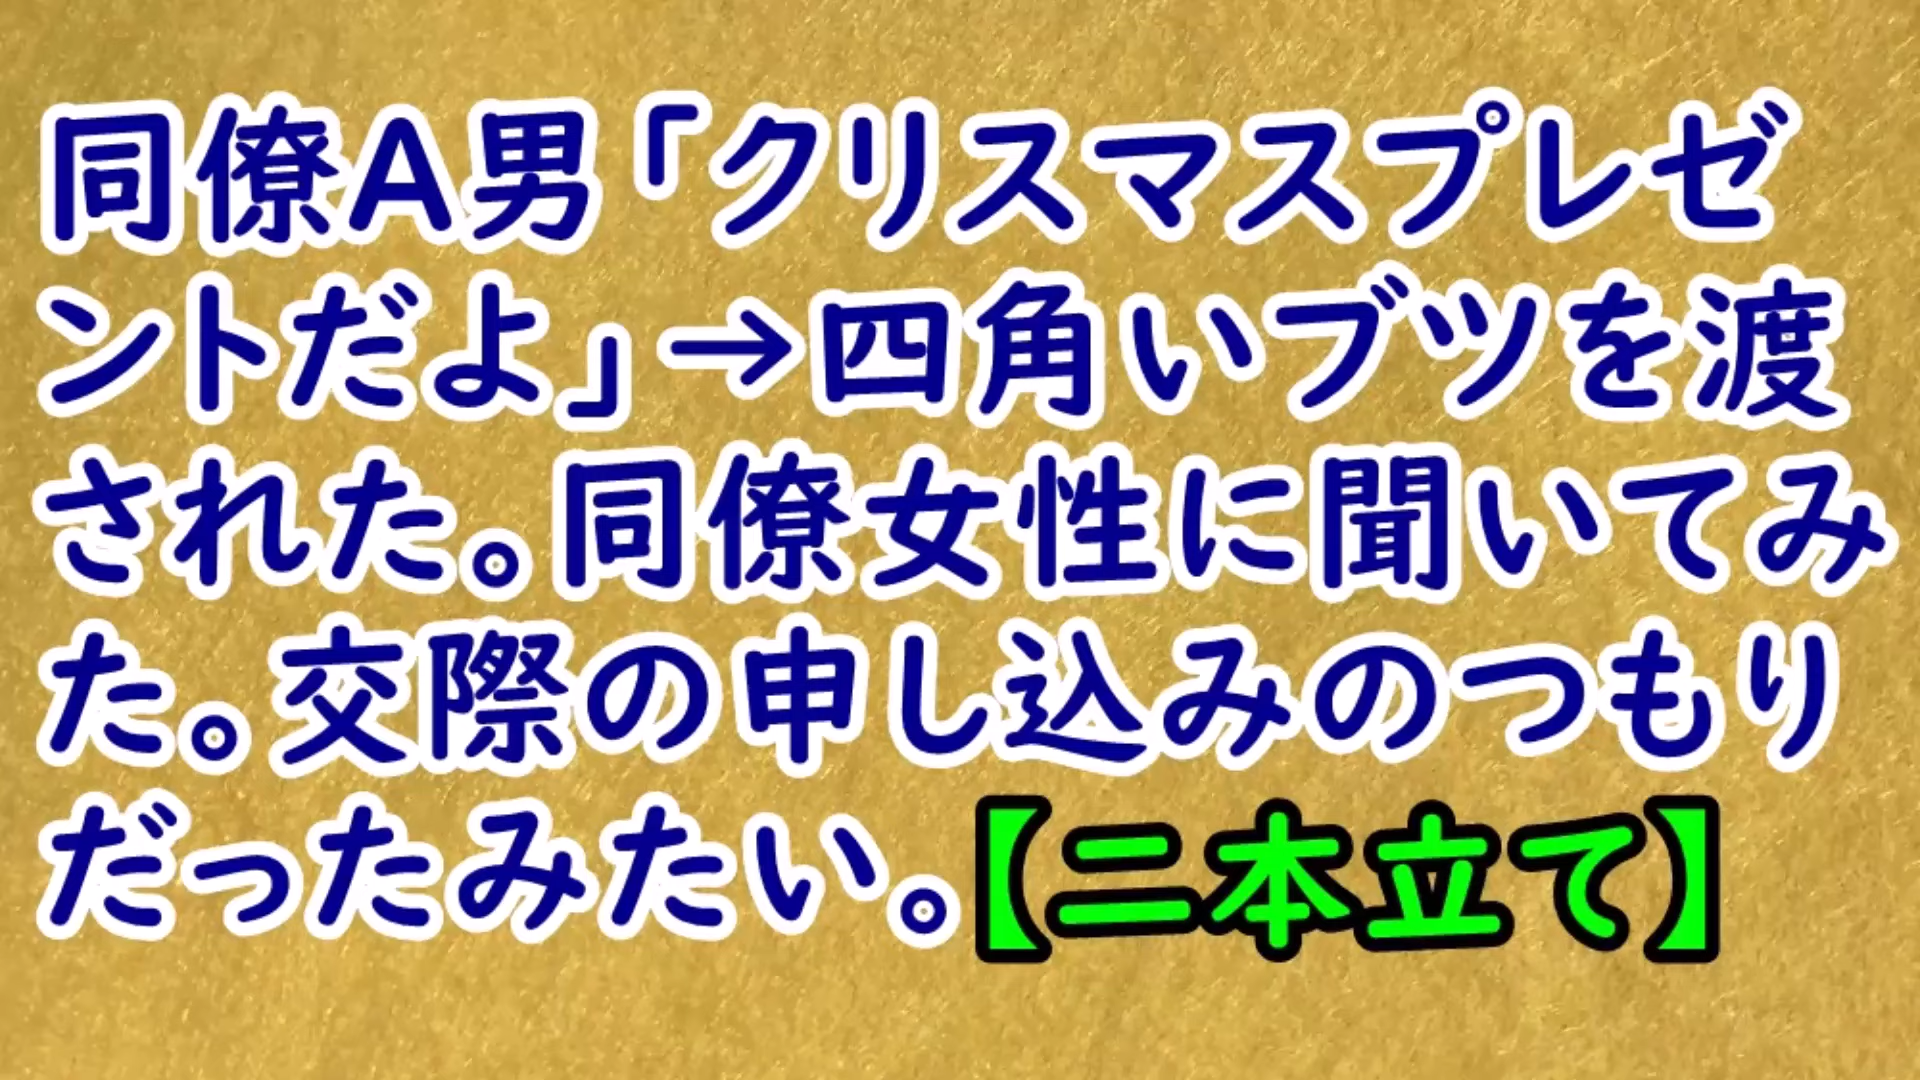 同僚A男「クリスマスプレゼ
ントだよ」→四角いブツを渡
された。同僚女性に聞いてみ
た。交際の申し込みのつもり
だったみたい。【二本立て】